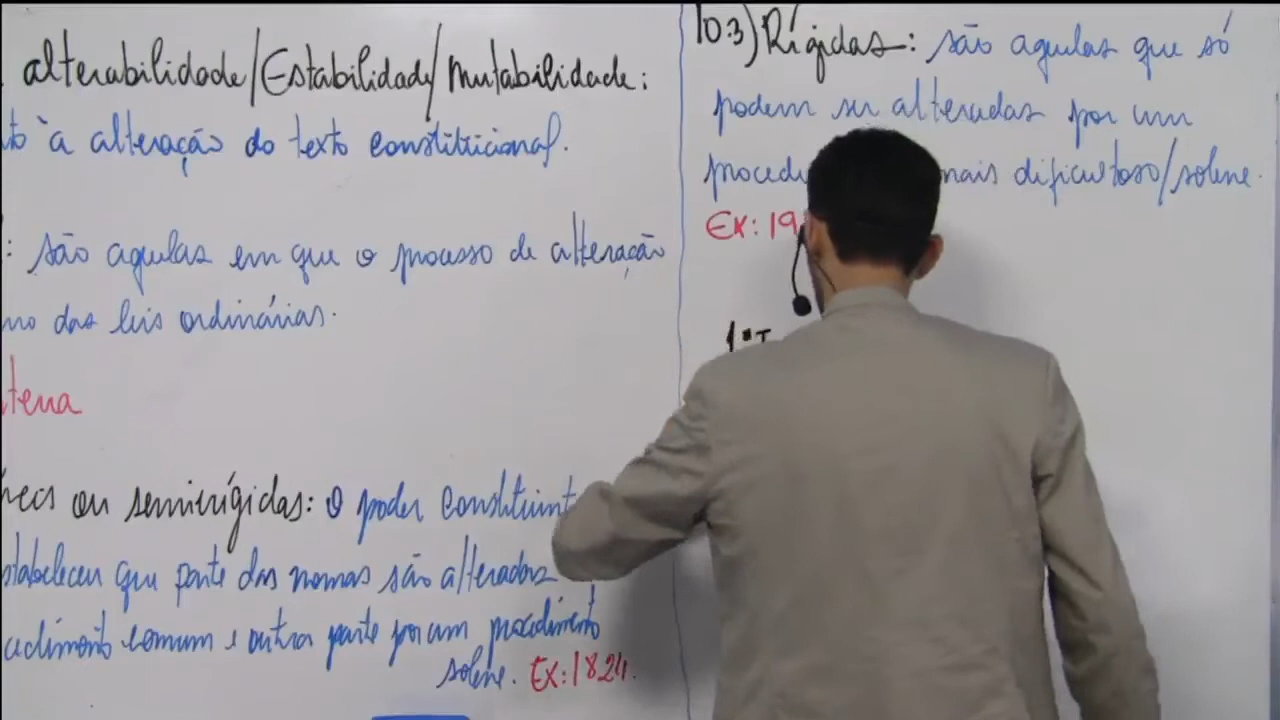 alterabilidade/Estabilidade/Mutabilidade:
à alteração do texto constitucional.
: são aquelas em que o processo de alteração
das leis ordinárias.
ou semirrígidas: O poder constituint
que parte das normas são alteradas
comum e outra parte por um procedimento
solene. Ex: 1824.
10.3) Rígidas: são aquelas que só
podem ser alteradas por um
mais dificultoso/solene.
Ex: 19